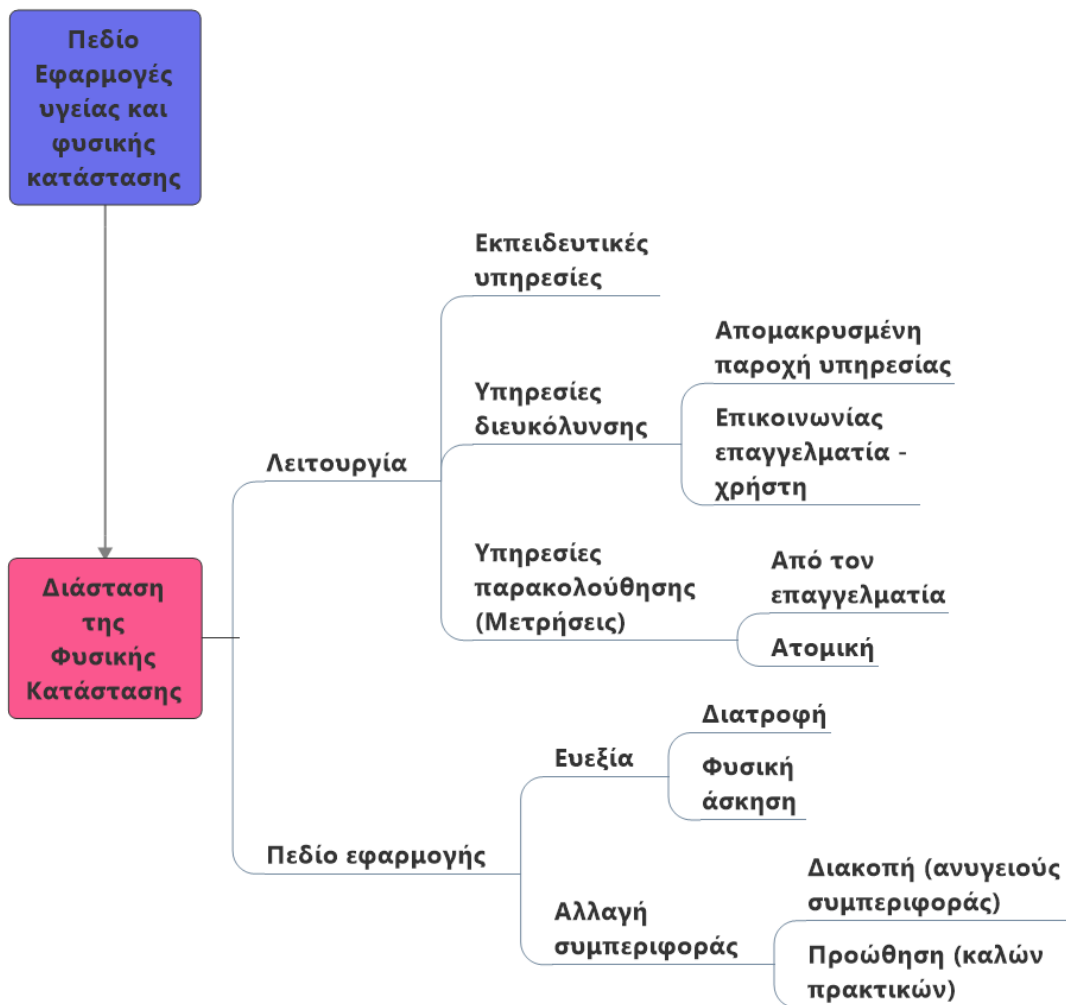 Πεδίο
Εφαρμογές
υγείας και
φυσικής
κατάστασης
Εκπειδευτικές
υπηρεσίες
Απομακρυσμένη
παροχή υπηρεσίας
Υπηρεσίες
διευκόλυνσης
Επικοινωνίας
επαγγελματία -
χρήστη
Λειτουργία
Υπηρεσίες
παρακολούθησης
(Μετρήσεις)
Από τον
επαγγελματία
Ατομική
Διάσταση
της
Φυσικής
Κατάστασης
Διατροφή
Ευεξία
Φυσική
άσκηση
Πεδίο εφαρμογής
Διακοπή (ανυγειούς
συμπεριφοράς)
Αλλαγή
συμπεριφοράς
Προώθηση (καλών
πρακτικών)